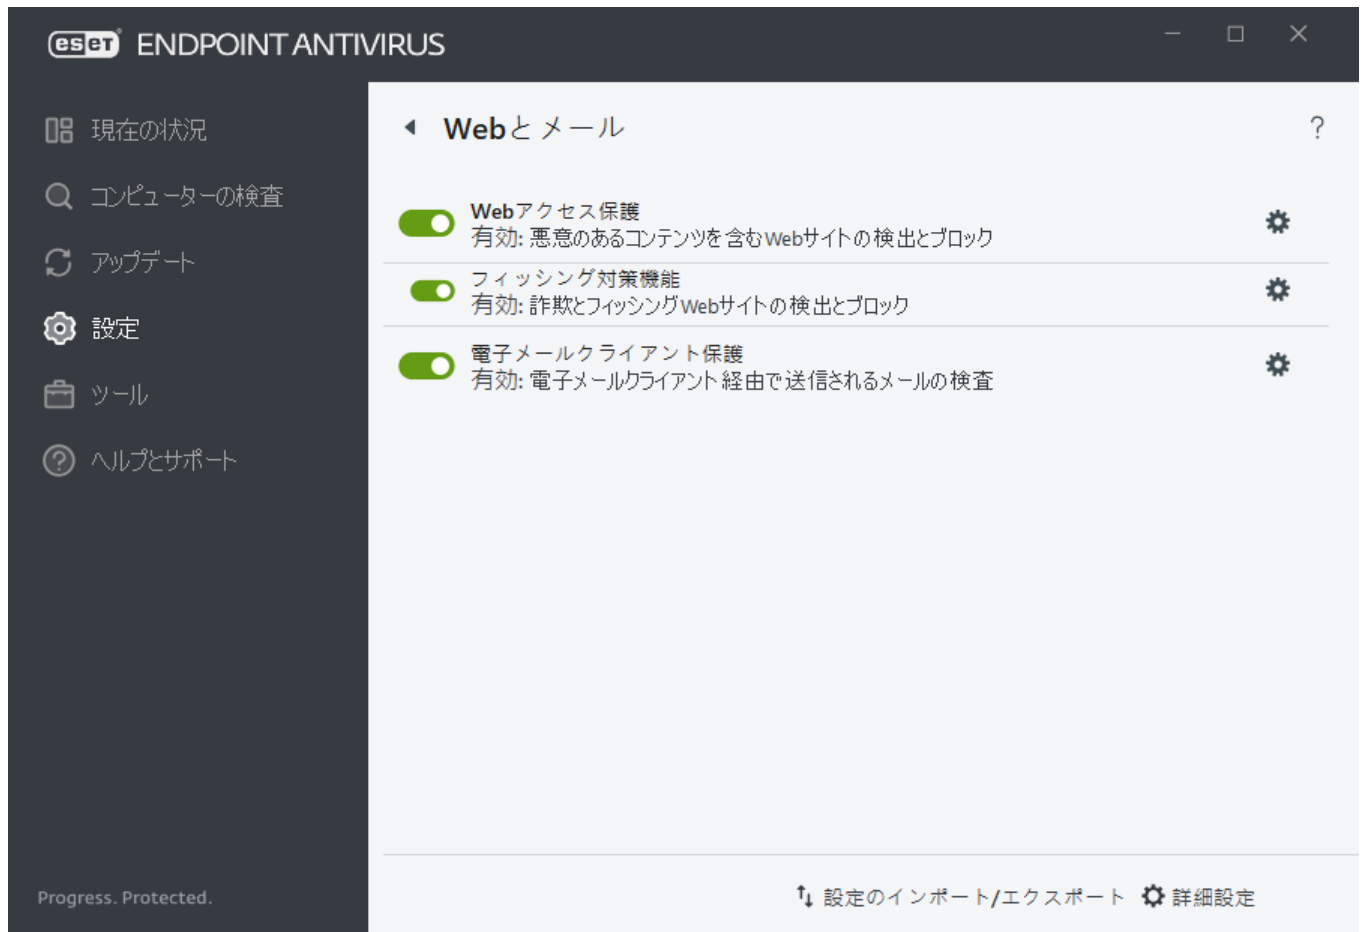 eset ENDPOINT ANTIVIRUS
現在の状況
コンピューターの検査
アップデート
設定
ツール
ヘルプとサポート
Progress. Protected.
Webとメール
?
Webアクセス保護
有効: 悪意のあるコンテンツを含むWebサイトの検出とブロック
フィッシング対策機能
有効: 詐欺とフィッシングWebサイトの検出とブロック
電子メールクライアント保護
有効: 電子メールクライアント経由で送信されるメールの検査
設定のインポート/エクスポート 詳細設定